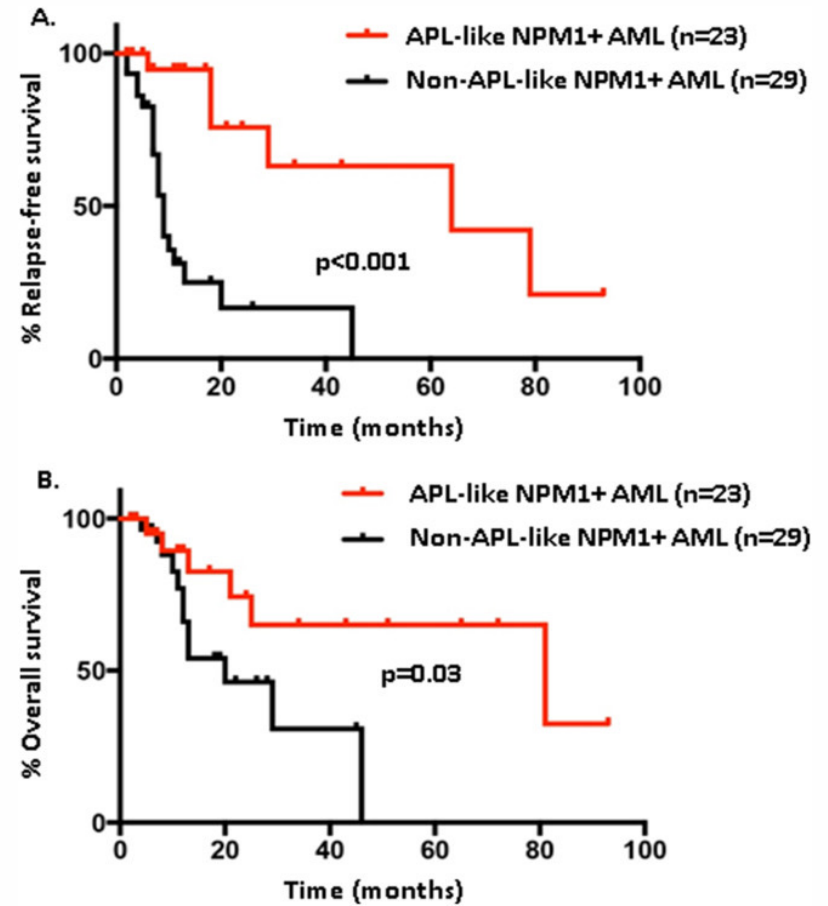 A.
APL-like NPM1+ AML (n=23)
Non-APL-like NPM1+ AML (n=29)
% Relapse-free survival
100
50
0
p<0.001
0 20 40 60 80 100
Time (months)
B.
APL-like NPM1+ AML (n=23)
Non-APL-like NPM1+ AML (n=29)
% Overall survival
100
50
0
p=0.03
0 20 40 60 80 100
Time (months)